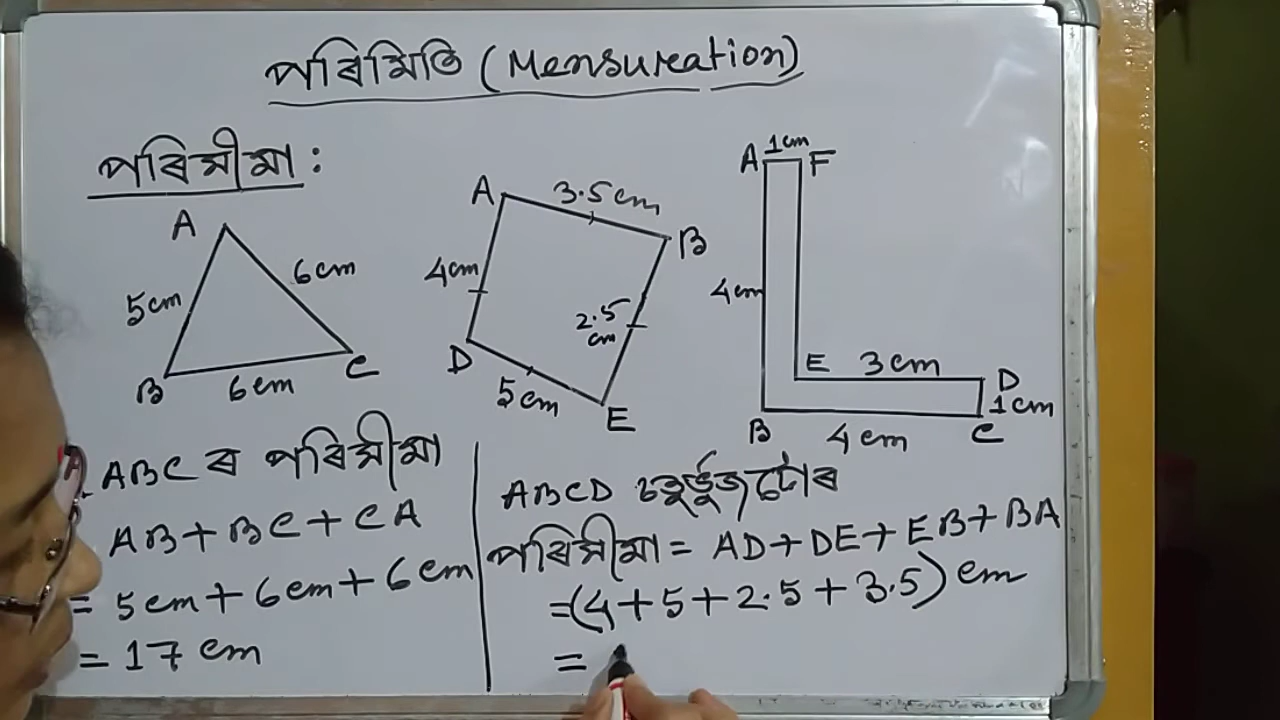 পৰিমিতি (Mensuration)
পৰিসীমা :
A
5cm
6cm
B
6cm
C
A
3.5cm
B
4cm
2.5
cm
D
5cm
E
A
1cm
F
4cm
E
3cm
D
1cm
B
4cm
C
ABC ৰ পৰিসীমা
AB + BC + CA
= 5cm + 6cm + 6cm
= 17 cm
ABCD চতুৰ্ভুজটোৰ
পৰিসীমা = AD + DE + EB + BA
= (4 + 5 + 2.5 + 3.5) cm
=